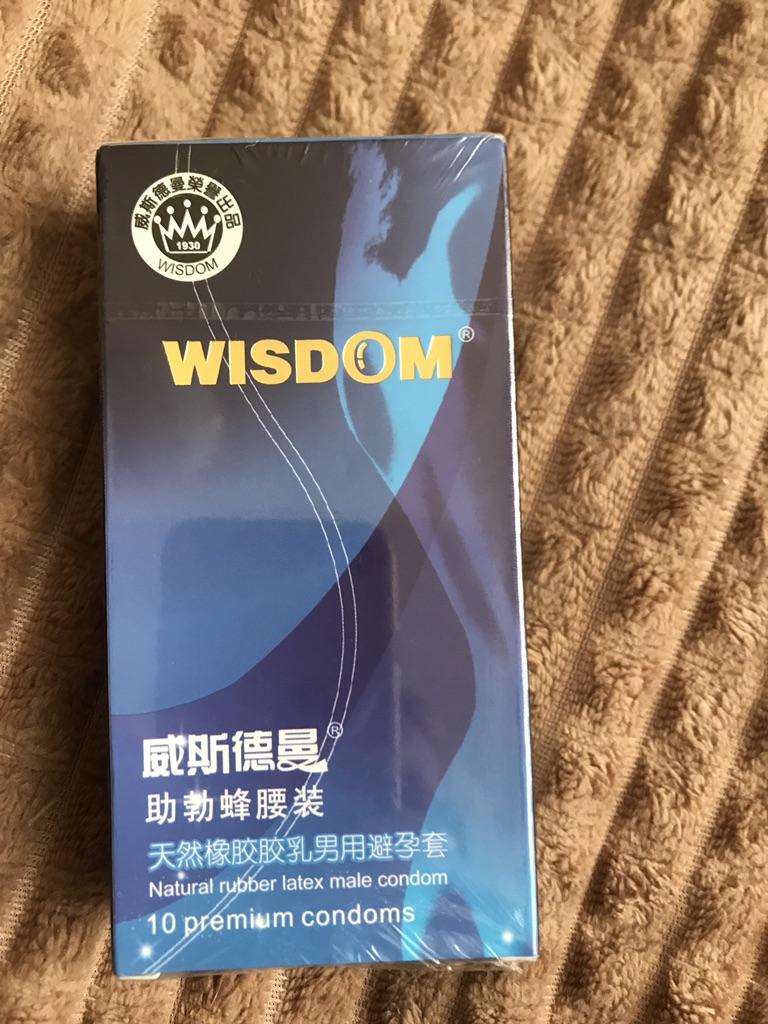 威斯德曼榮譽出品
1930
WISDOM
WISDOM®
威斯德曼®
助勃蜂腰装
天然橡胶胶乳男用避孕套
Natural rubber latex male condom
10 premium condoms